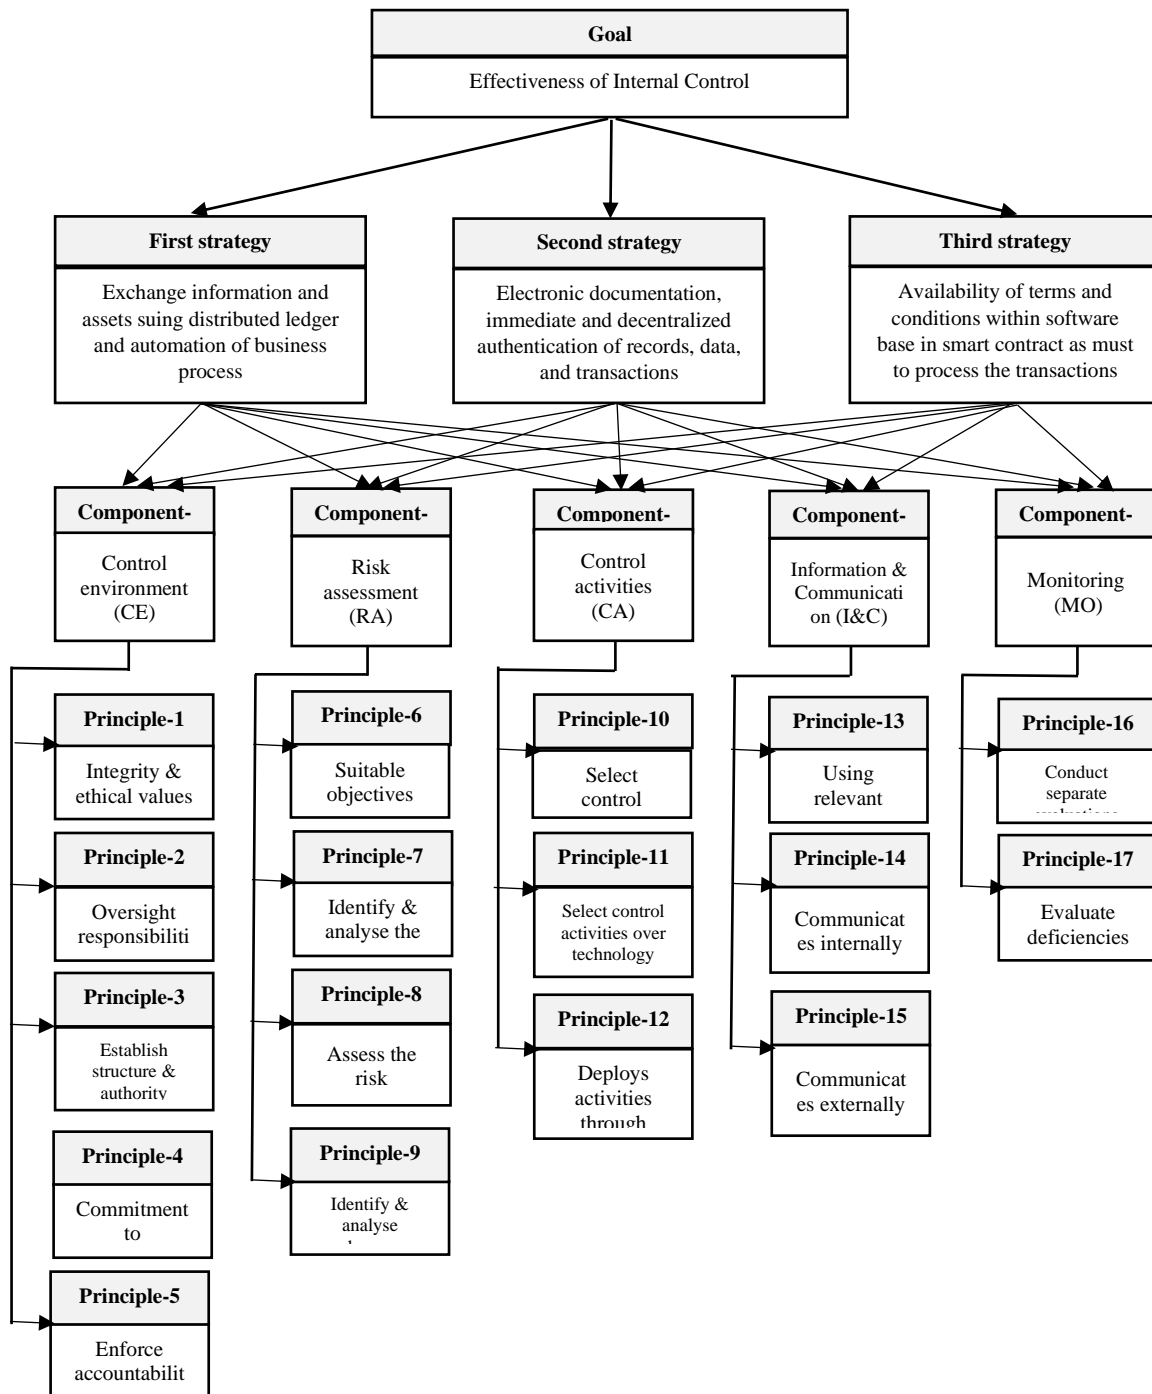 Goal
Effectiveness of Internal Control
First strategy
Exchange information and
assets suing distributed ledger
and automation of business
process
Second strategy
Electronic documentation,
immediate and decentralized
authentication of records, data,
and transactions
Third strategy
Availability of terms and
conditions within software
base in smart contract as must
to process the transactions
Component-
Control
environment
(CE)
Component-
Risk
assessment
(RA)
Component-
Control
activities
(CA)
Component-
Information &
Communicati
on (I&C)
Component-
Monitoring
(MO)
Principle-1
Integrity &
ethical values
Principle-2
Oversight
responsibiliti
Principle-3
Establish
structure &
authority
Principle-4
Commitment
to
Principle-5
Enforce
accountabilit
Principle-6
Suitable
objectives
Principle-7
Identify &
analyse the
Principle-8
Assess the
risk
Principle-9
Identify &
analyse
Principle-10
Select
control
Principle-11
Select control
activities over
technology
Principle-12
Deploys
activities
through
Principle-13
Using
relevant
Principle-14
Communicat
es internally
Principle-15
Communicat
es externally
Principle-16
Conduct
separate
evaluations
Principle-17
Evaluate
deficiencies